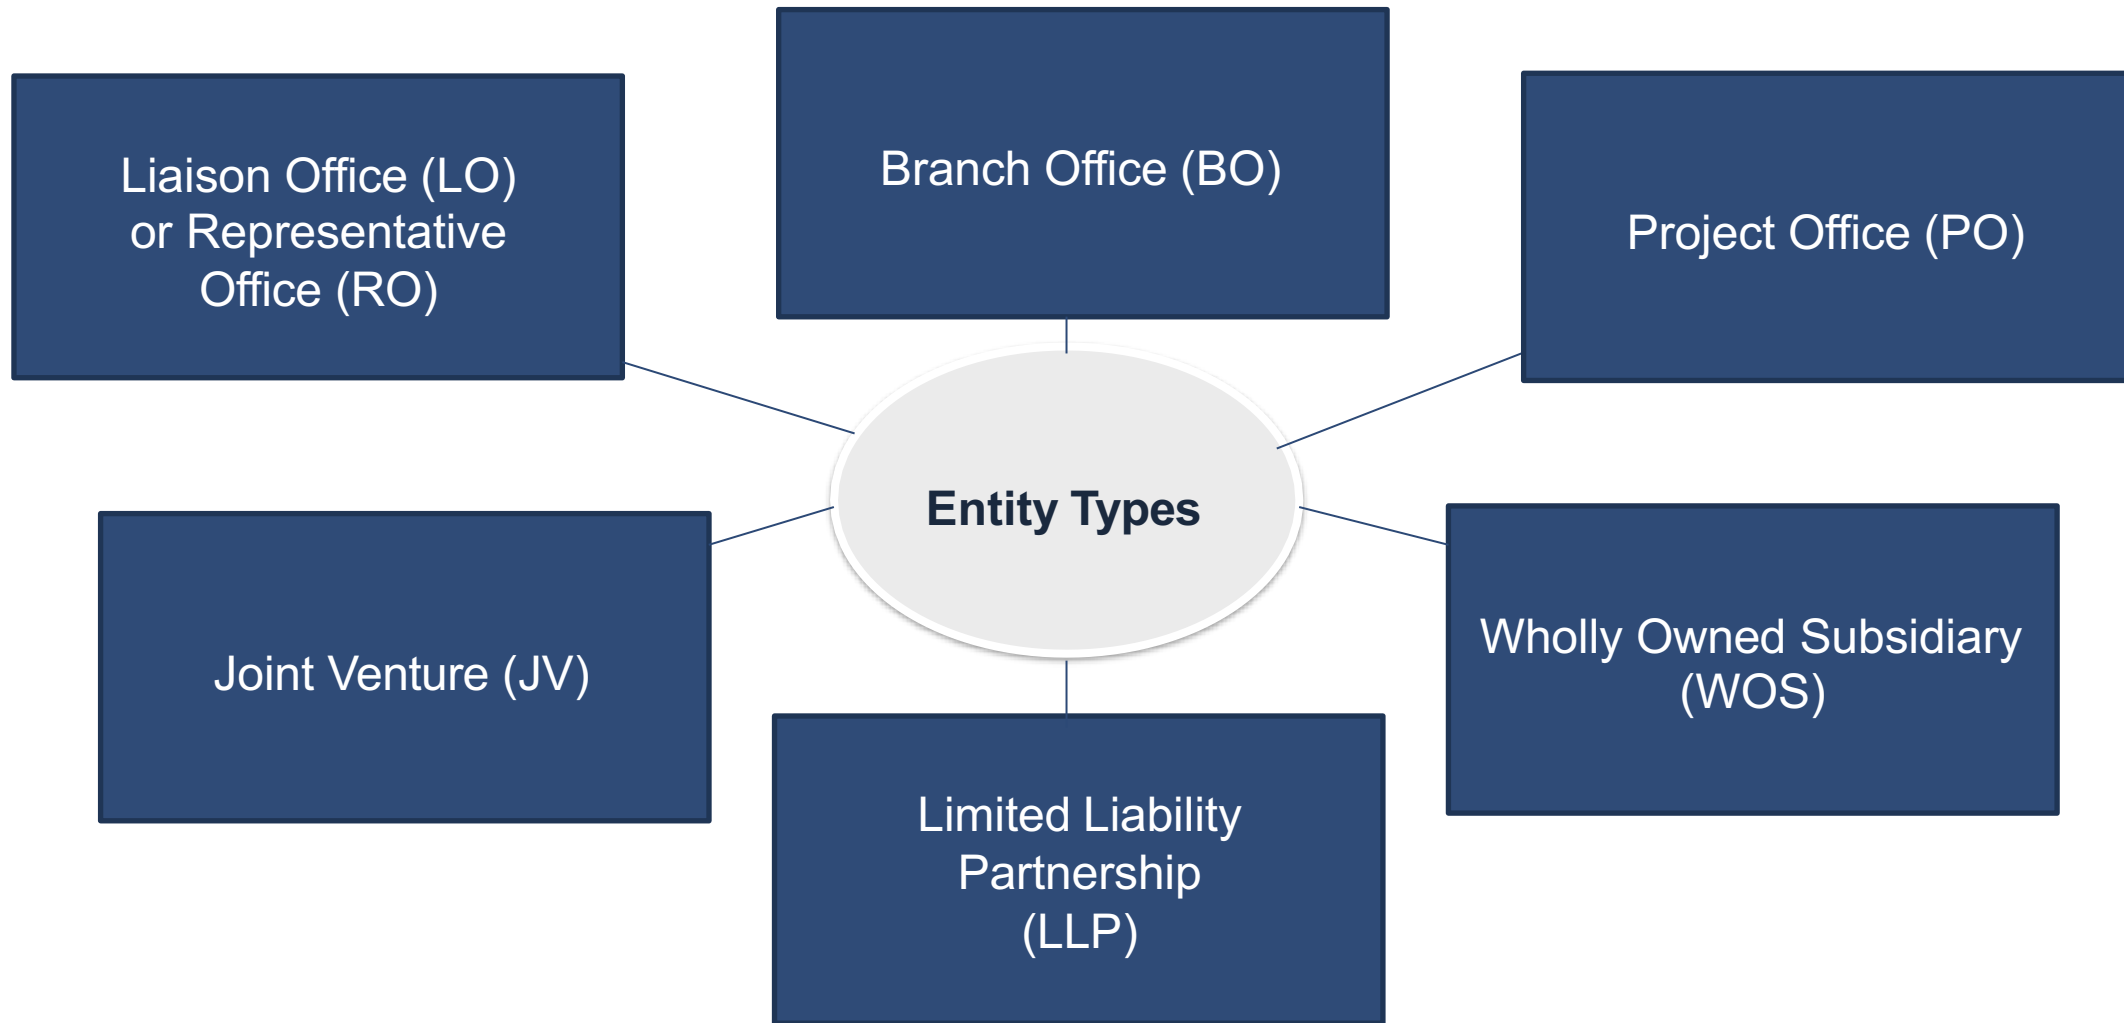 Branch Office (BO)
Liaison Office (LO)
or Representative
Office (RO)
Project Office (PO)
Entity Types
Wholly Owned Subsidiary
(WOS)
Joint Venture (JV)
Limited Liability
Partnership
(LLP)